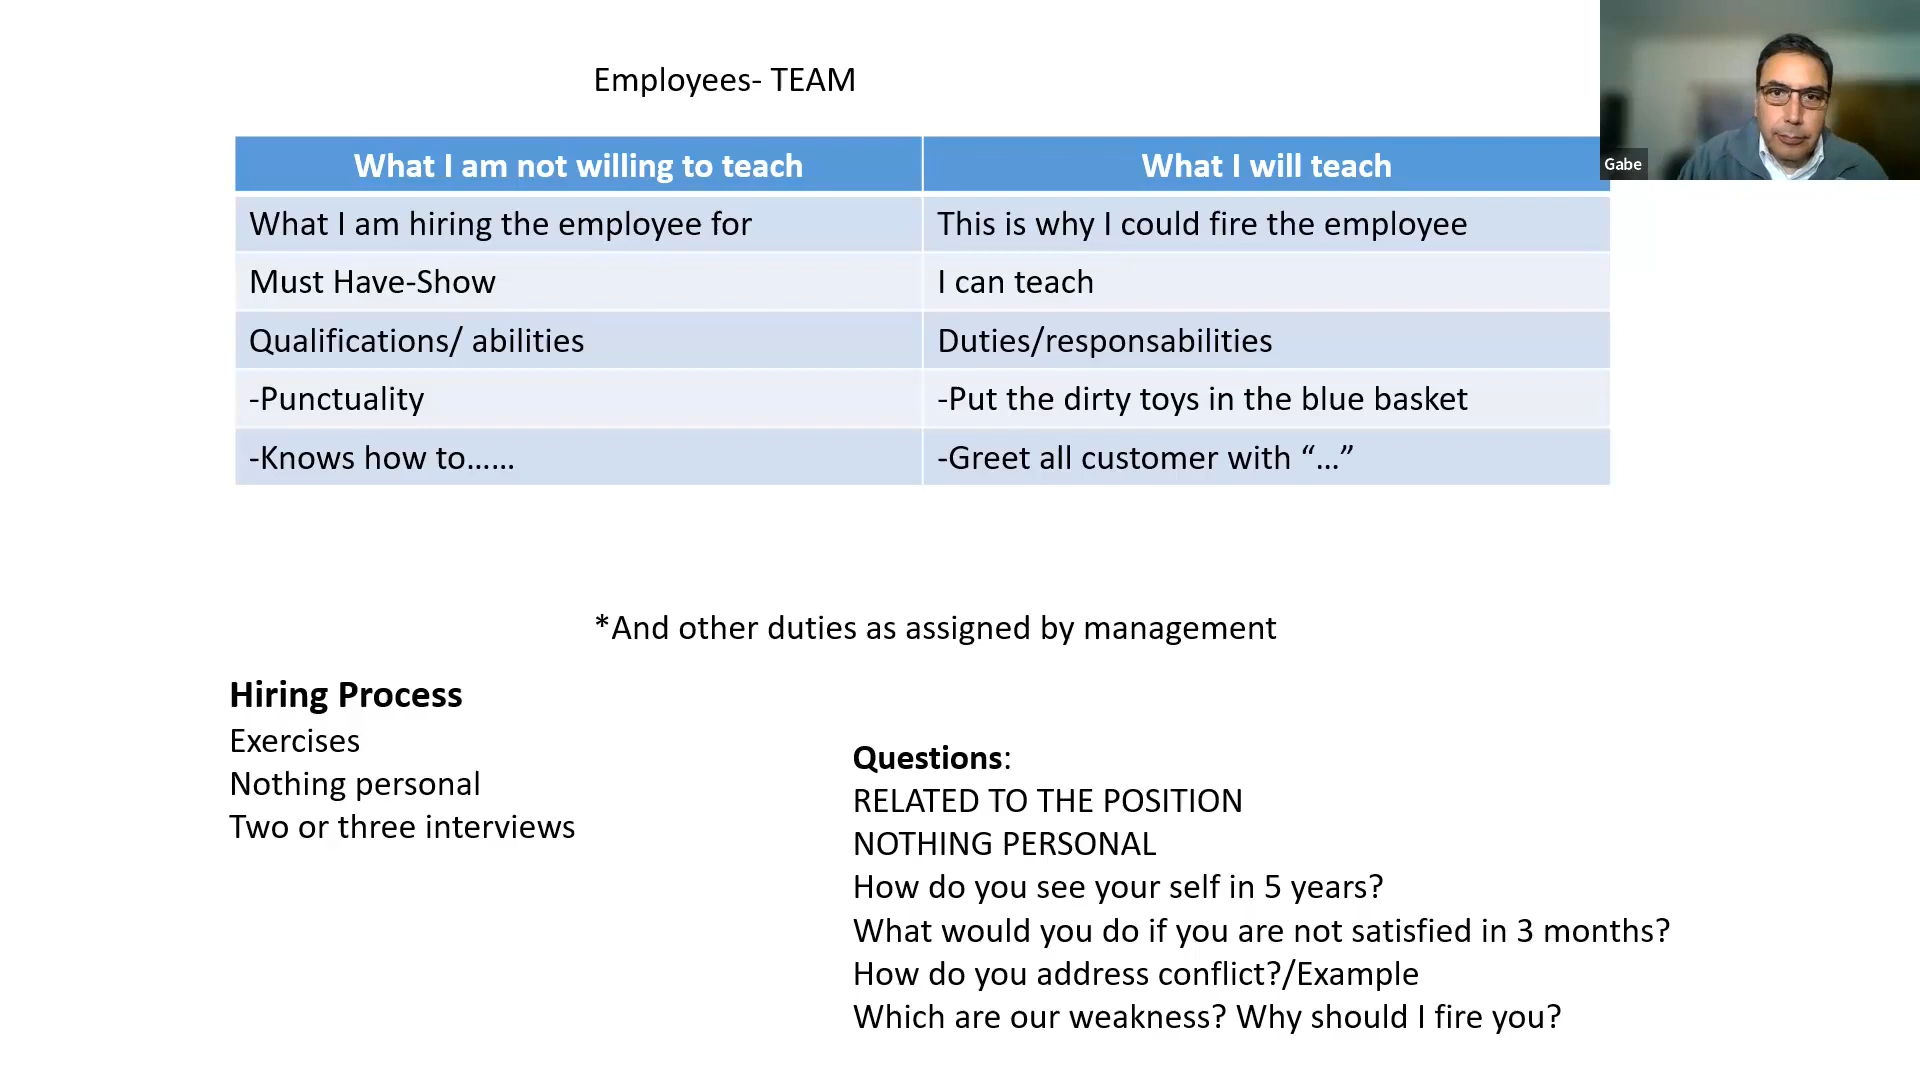 Employees- TEAM
Gabe
What I am not willing to teach
What I will teach
What I am hiring the employee for
This is why I could fire the employee
Must Have-Show
I can teach
Qualifications/ abilities
Duties/responsabilities
-Punctuality
-Put the dirty toys in the blue basket
-Knows how to……
-Greet all customer with “…”
*And other duties as assigned by management
Hiring Process
Exercises
Nothing personal
Two or three interviews
Questions:
RELATED TO THE POSITION
NOTHING PERSONAL
How do you see your self in 5 years?
What would you do if you are not satisfied in 3 months?
How do you address conflict?/Example
Which are our weakness? Why should I fire you?